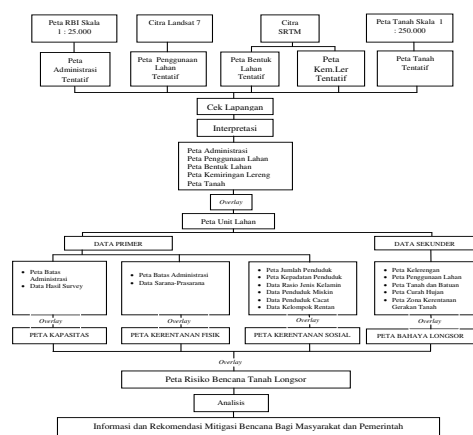 Peta RBI Skala
1 : 25.000
Citra Landsat 7
Citra
SRTM
Peta Tanah Skala 1
: 250.000
Peta
Administrasi
Tentatif
Peta
Penggunaan
Lahan
Tentatif
Peta Bentuk
Lahan
Tentatif
Peta
Kem.Ler
Tentatif
Peta Tanah
Tentatif
Cek Lapangan
Interpretasi
Peta Administrasi
Peta Penggunaan Lahan
Peta Bentuk Lahan
Peta Kemiringan Lereng
Peta Tanah
Overlay
Peta Unit Lahan
DATA PRIMER
DATA SEKUNDER
• Peta Batas
Administrasi
• Data Hasil Survey
• Peta Batas Administrasi
• Data Sarana-Prasarana
• Peta Jumlah Penduduk
• Peta Kepadatan Penduduk
• Data Rasio Jenis Kelamin
• Data Penduduk Miskin
• Data Penduduk Cacat
• Data Kelompok Rentan
• Peta Kelerengan
• Peta Penggunaan Lahan
• Peta Tanah dan Batuan
• Peta Curah Hujan
• Peta Zona Kerentanan
Gerakan Tanah
Overlay
Overlay
Overlay
Overlay
PETA KAPASITAS
PETA KERENTANAN FISIK
PETA KERENTANAN SOSIAL
PETA BAHAYA LONGSOR
Overlay
Peta Risiko Bencana Tanah Longsor
Analisis
Informasi dan Rekomendasi Mitigasi Bencana Bagi Masyarakat dan Pemerintah